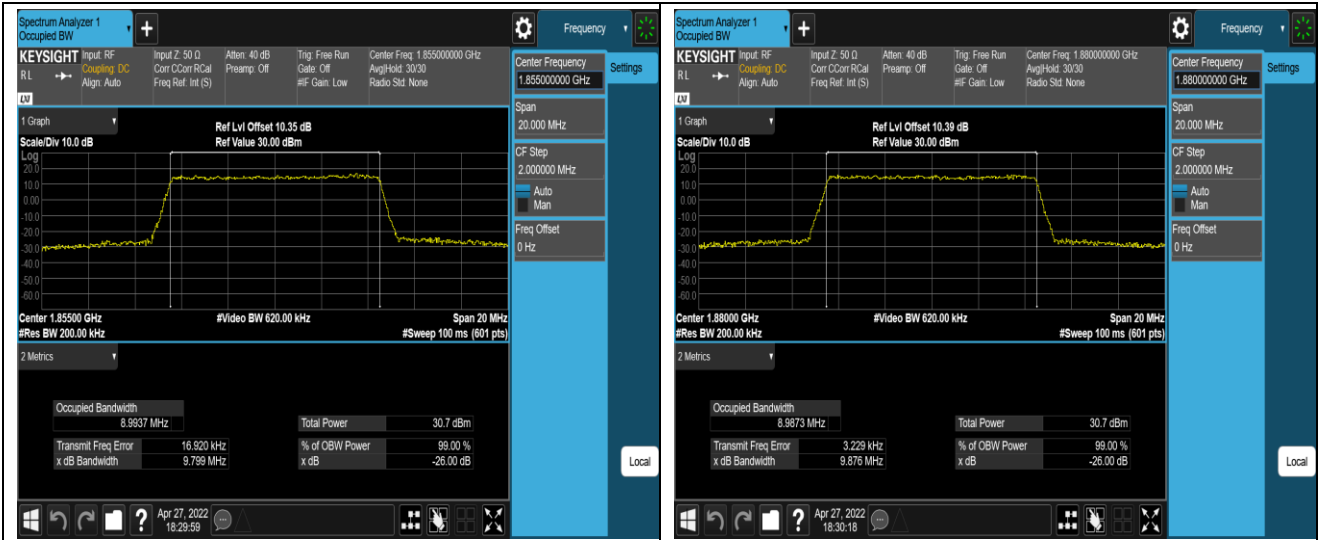 Spectrum Analyzer 1
Occupied BW
+
Frequency
KEYSIGHT
RL
LXI
Input: RF
Coupling: DC
Align: Auto
Input Z: 50 Ω
Corr CCorr RCal
Freq Ref: Int (S)
Atten: 40 dB
Preamp: Off
Trig: Free Run
Gate: Off
#IF Gain: Low
Center Freq: 1.855000000 GHz
Avg|Hold: 30/30
Radio Std: None
Center Frequency
1.855000000 GHz
Settings
Span
20.000 MHz
CF Step
2.000000 MHz
Auto
Man
Freq Offset
0 Hz
1 Graph
Scale/Div 10.0 dB
Ref Lvl Offset 10.35 dB
Ref Value 30.00 dBm
Log
20.0
10.0
0.00
-10.0
-20.0
-30.0
-40.0
-50.0
-60.0
Center 1.85500 GHz
#Video BW 620.00 kHz
Span 20 MHz
#Res BW 200.00 kHz
#Sweep 100 ms (601 pts)
2 Metrics
Occupied Bandwidth
8.9937 MHz
Total Power 30.7 dBm
Transmit Freq Error 16.920 kHz
% of OBW Power 99.00 %
x dB Bandwidth 9.799 MHz
x dB -26.00 dB
Local
?
Apr 27, 2022
18:29:59
Spectrum Analyzer 1
Occupied BW
+
Frequency
KEYSIGHT
RL
LXI
Input: RF
Coupling: DC
Align: Auto
Input Z: 50 Ω
Corr CCorr RCal
Freq Ref: Int (S)
Atten: 40 dB
Preamp: Off
Trig: Free Run
Gate: Off
#IF Gain: Low
Center Freq: 1.880000000 GHz
Avg|Hold: 30/30
Radio Std: None
Center Frequency
1.880000000 GHz
Settings
Span
20.000 MHz
CF Step
2.000000 MHz
Auto
Man
Freq Offset
0 Hz
1 Graph
Scale/Div 10.0 dB
Ref Lvl Offset 10.39 dB
Ref Value 30.00 dBm
Log
20.0
10.0
0.00
-10.0
-20.0
-30.0
-40.0
-50.0
-60.0
Center 1.88000 GHz
#Video BW 620.00 kHz
Span 20 MHz
#Res BW 200.00 kHz
#Sweep 100 ms (601 pts)
2 Metrics
Occupied Bandwidth
8.9873 MHz
Total Power 30.7 dBm
Transmit Freq Error 3.229 kHz
% of OBW Power 99.00 %
x dB Bandwidth 9.876 MHz
x dB -26.00 dB
Local
?
Apr 27, 2022
18:30:18